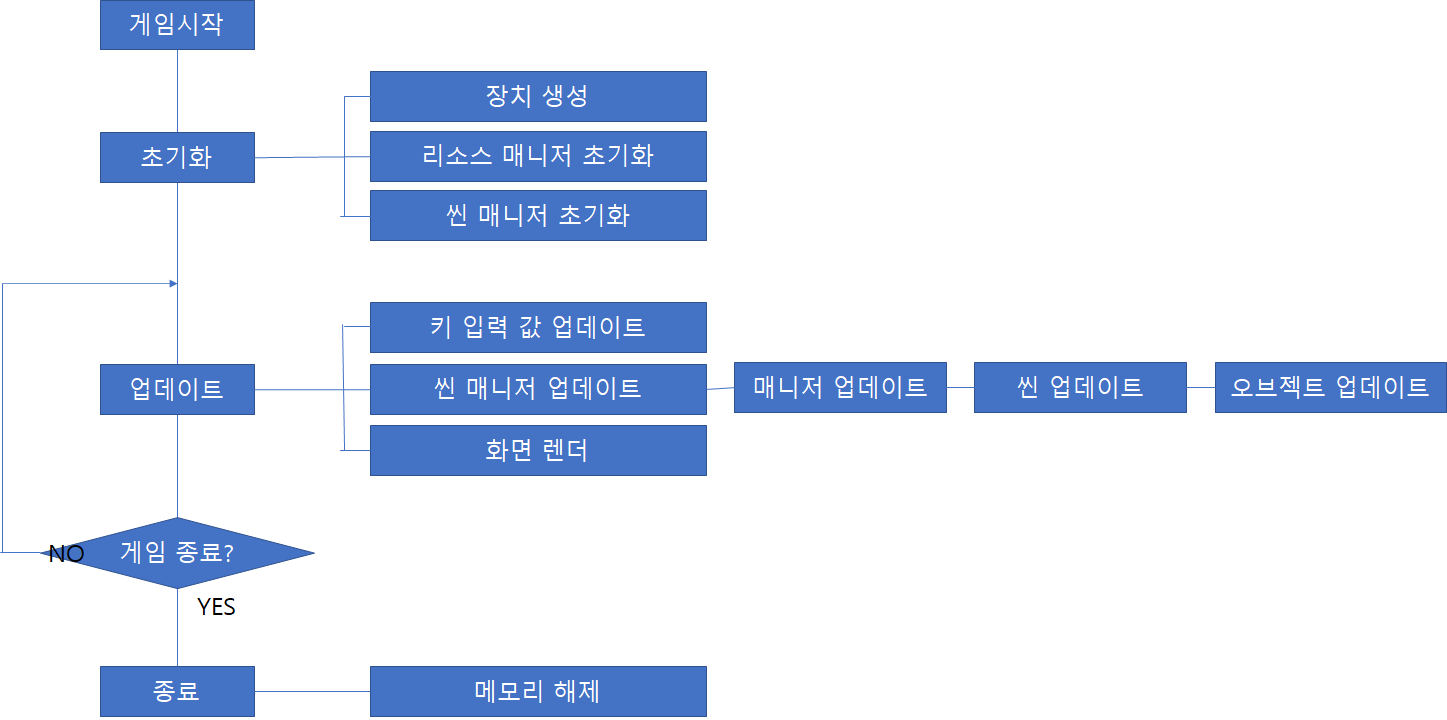 게임시작
초기화
장치 생성
리소스 매니저 초기화
씬 매니저 초기화
업데이트
키 입력 값 업데이트
씬 매니저 업데이트
매니저 업데이트
씬 업데이트
오브젝트 업데이트
화면 렌더
NO
게임 종료?
YES
종료
메모리 해제